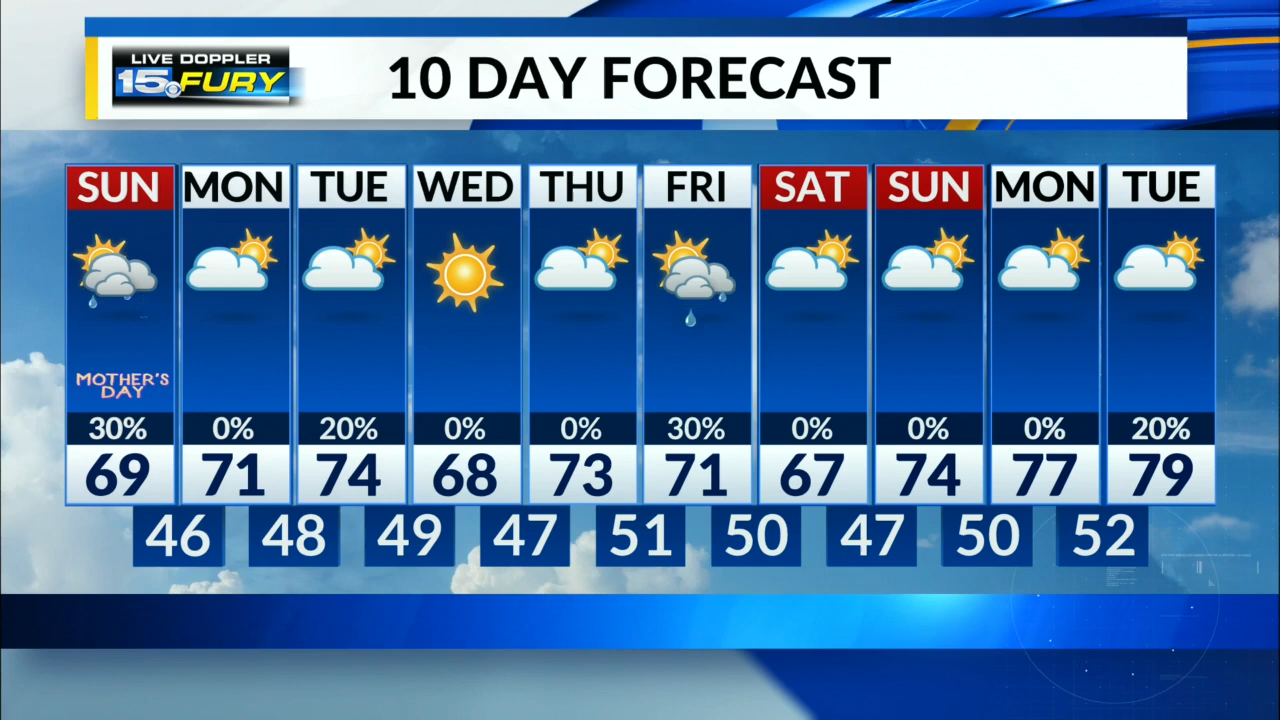 LIVE DOPPLER
15 FURY
10 DAY FORECAST
SUN MON TUE WED THU FRI SAT SUN MON TUE
MOTHER'S
DAY
30% 0% 20% 0% 0% 30% 0% 0% 0% 20%
69 71 74 68 73 71 67 74 77 79
46 48 49 47 51 50 47 50 52